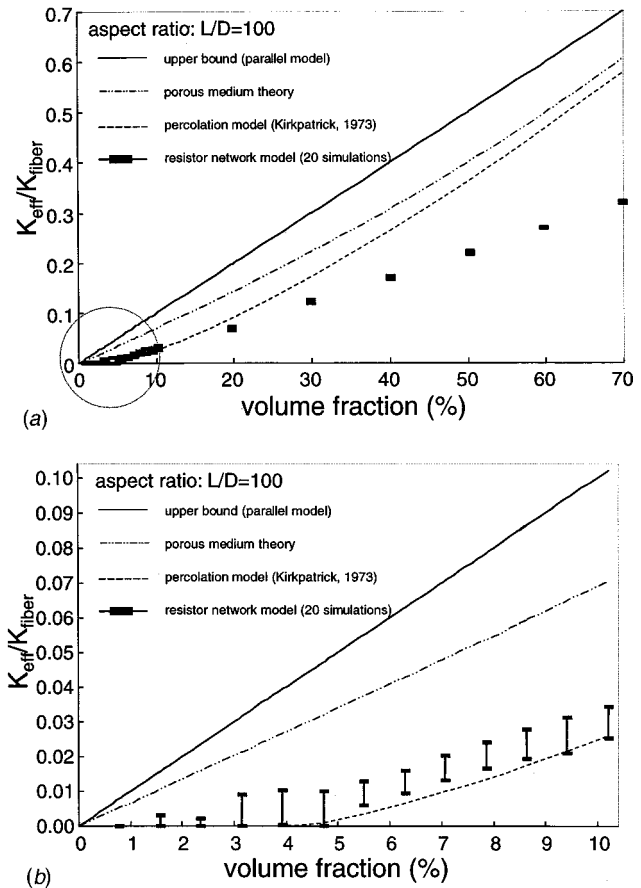 0.7
aspect ratio: L/D=100
upper bound (parallel model)
0.6
porous medium theory
0.5
percolation model (Kirkpatrick, 1973)
0.4
resistor network model (20 simulations)
Keff/Kfiber
0.3
0.2
0.1
0
0 10 20 30 40 50 60 70
(a) volume fraction (%)
0.10
aspect ratio: L/D=100
upper bound (parallel model)
0.09
porous medium theory
0.08
percolation model (Kirkpatrick, 1973)
0.07
resistor network model (20 simulations)
0.06
Keff/Kfiber
0.05
0.04
0.03
0.02
0.01
0.00
0 1 2 3 4 5 6 7 8 9 10
(b) volume fraction (%)